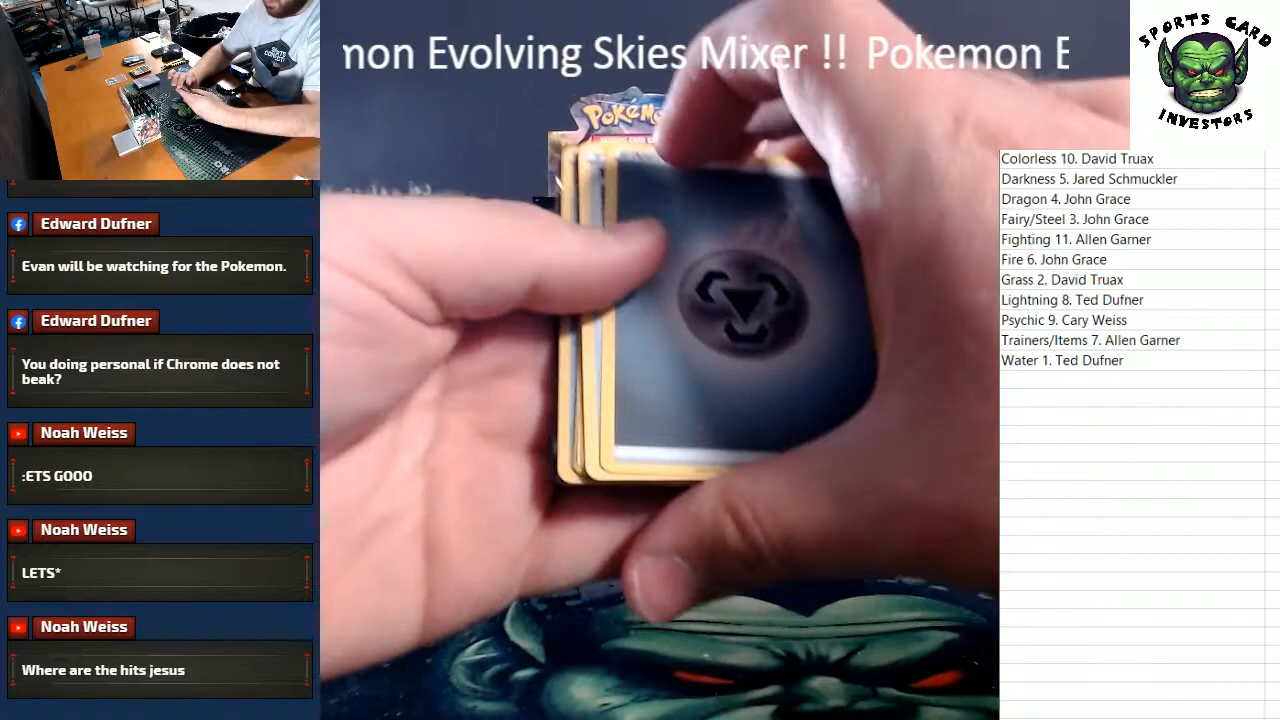 mon Evolving Skies Mixer !! Pokemon E
POKéM
SPORTS CARD
INVESTORS
Edward Dufner
Evan will be watching for the Pokemon.
Edward Dufner
You doing personal if Chrome does not
beak?
Noah Weiss
:ETS GOOO
Noah Weiss
LETS*
Noah Weiss
Where are the hits jesus
Colorless 10. David Truax
Darkness 5. Jared Schmuckler
Dragon 4. John Grace
Fairy/Steel 3. John Grace
Fighting 11. Allen Garner
Fire 6. John Grace
Grass 2. David Truax
Lightning 8. Ted Dufner
Psychic 9. Cary Weiss
Trainers/Items 7. Allen Garner
Water 1. Ted Dufner